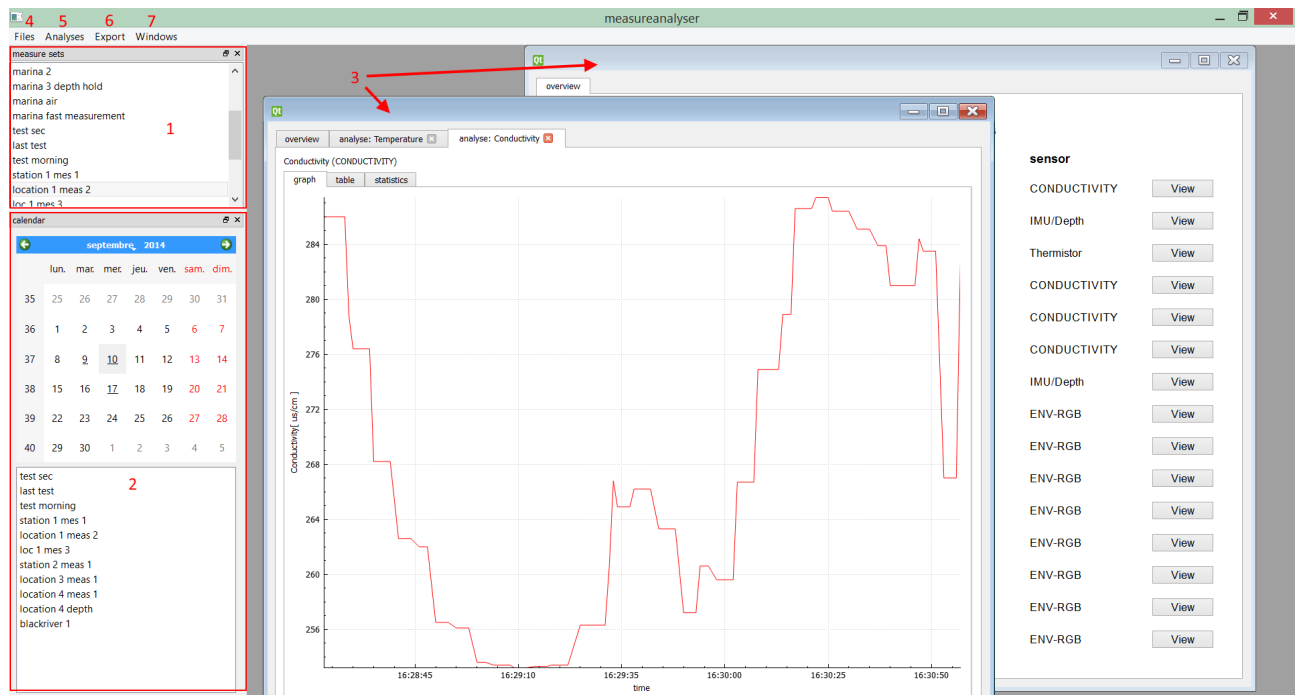 measureanalyser
4 5 6 7
Files Analyses Export Windows
measure sets
marina 2
marina 3 depth hold
marina air
marina fast measurement
test sec
last test
test morning
station 1 mes 1
location 1 meas 2
loc 1 mes 3
1
calendar
septembre, 2014
lun. mar. mer. jeu. ven. sam. dim.
35 25 26 27 28 29 30 31
36 1 2 3 4 5 6 7
37 8 9 10 11 12 13 14
38 15 16 17 18 19 20 21
39 22 23 24 25 26 27 28
40 29 30 1 2 3 4 5
test sec
last test
test morning
station 1 mes 1
location 1 meas 2
loc 1 mes 3
station 2 meas 1
location 3 meas 1
location 4 meas 1
location 4 depth
blackriver 1
2
3
Qt
overview
Qt
overview analyse: Temperature analyse: Conductivity
Conductivity (CONDUCTIVITY)
graph table statistics
Conductivity[ us/cm ]
284
280
276
272
268
264
260
256
16:28:45 16:29:10 16:29:35 16:30:00 16:30:25 16:30:50
time
sensor
CONDUCTIVITY View
IMU/Depth View
Thermistor View
CONDUCTIVITY View
CONDUCTIVITY View
CONDUCTIVITY View
IMU/Depth View
ENV-RGB View
ENV-RGB View
ENV-RGB View
ENV-RGB View
ENV-RGB View
ENV-RGB View
ENV-RGB View
ENV-RGB View